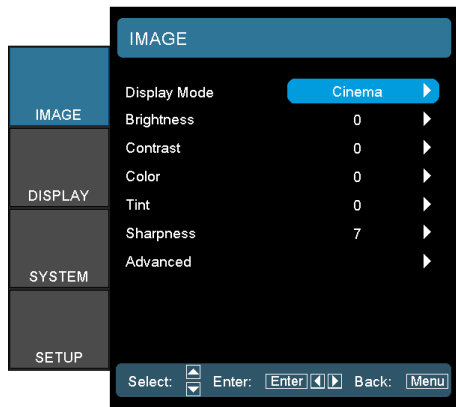 IMAGE
IMAGE
DISPLAY
SYSTEM
SETUP
Display Mode Cinema
Brightness 0
Contrast 0
Color 0
Tint 0
Sharpness 7
Advanced
Select: Enter: Enter Back: Menu